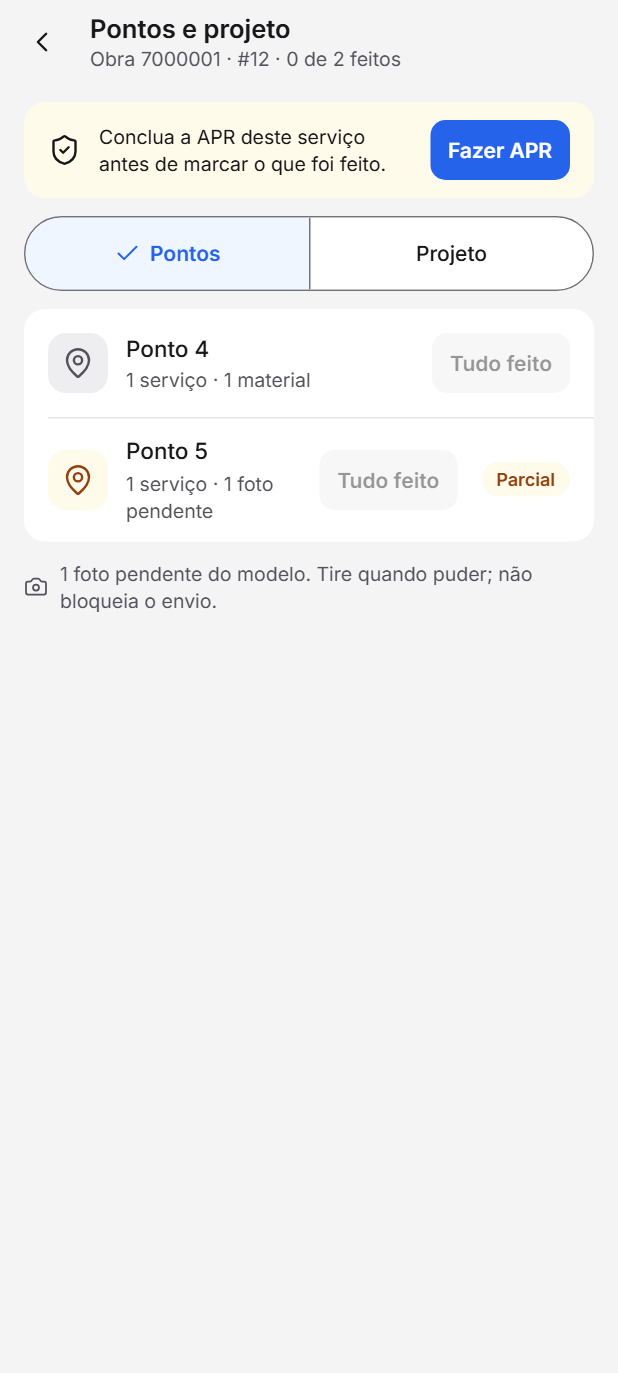 Pontos e projeto
Obra 7000001 · #12 · 0 de 2 feitos
Conclua a APR deste serviço
antes de marcar o que foi feito.
Fazer APR
Pontos
Projeto
Ponto 4
1 serviço · 1 material
Tudo feito
Ponto 5
1 serviço · 1 foto
pendente
Tudo feito
Parcial
1 foto pendente do modelo. Tire quando puder; não
bloqueia o envio.